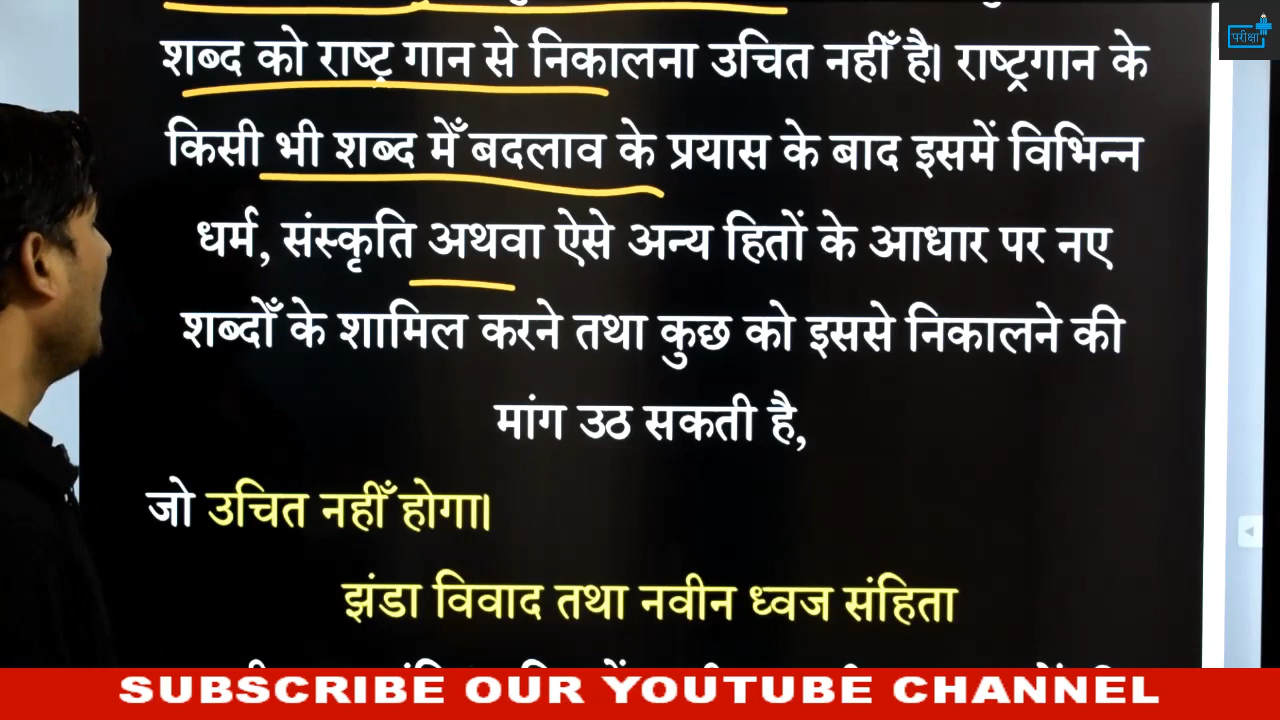 परीक्षा
शब्द को राष्ट्र गान से निकालना उचित नहीँ है। राष्ट्रगान के
किसी भी शब्द मेँ बदलाव के प्रयास के बाद इसमें विभिन्न
धर्म, संस्कृति अथवा ऐसे अन्य हितों के आधार पर नए
शब्दोँ के शामिल करने तथा कुछ को इससे निकालने की
मांग उठ सकती है,
जो उचित नहीँ होगा।
झंडा विवाद तथा नवीन ध्वज संहिता
SUBSCRIBE OUR YOUTUBE CHANNEL